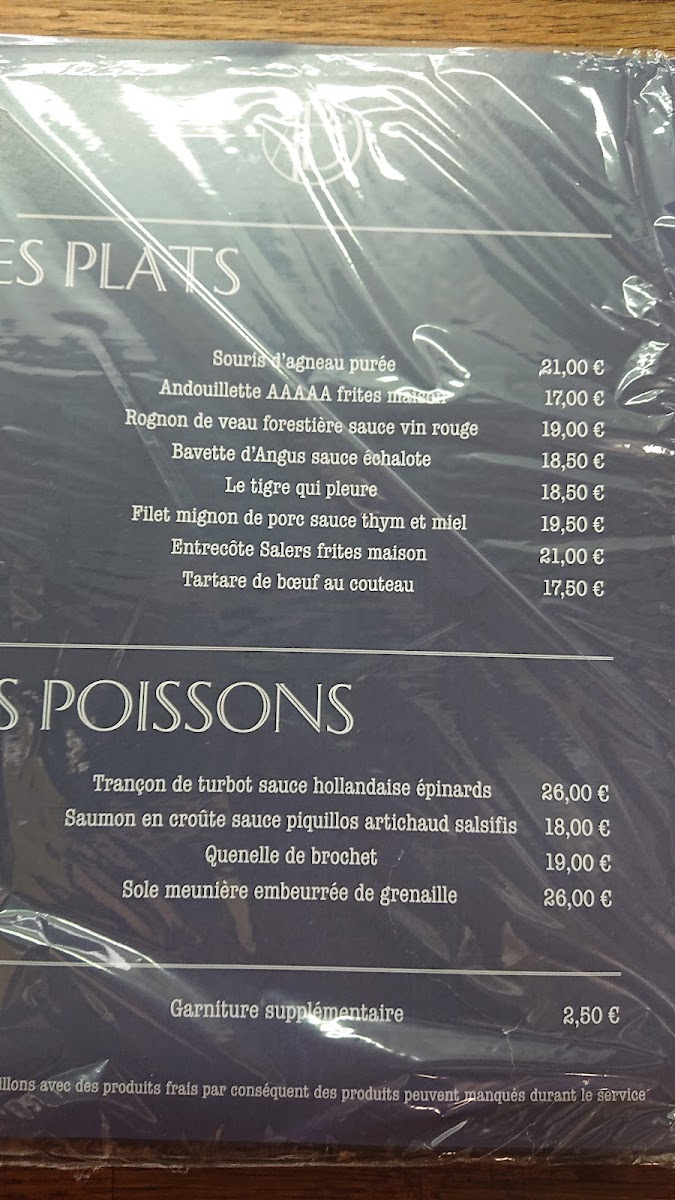 ES PLATS
Souris d'agneau purée 21,00 €
Andouillette AAAAA frites maison 17,00 €
Rognon de veau forestière sauce vin rouge 19,00 €
Bavette d'Angus sauce échalote 18,50 €
Le tigre qui pleure 18,50 €
Filet mignon de porc sauce thym et miel 19,50 €
Entrecôte Salers frites maison 21,00 €
Tartare de bœuf au couteau 17,50 €
S POISSONS
Trançon de turbot sauce hollandaise épinards 26,00 €
Saumon en croûte sauce piquillos artichaud salsifis 18,00 €
Quenelle de brochet 19,00 €
Sole meunière embeurrée de grenaille 26,00 €
Garniture supplémentaire 2,50 €
illons avec des produits frais par conséquent des produits peuvent manqués durant le service